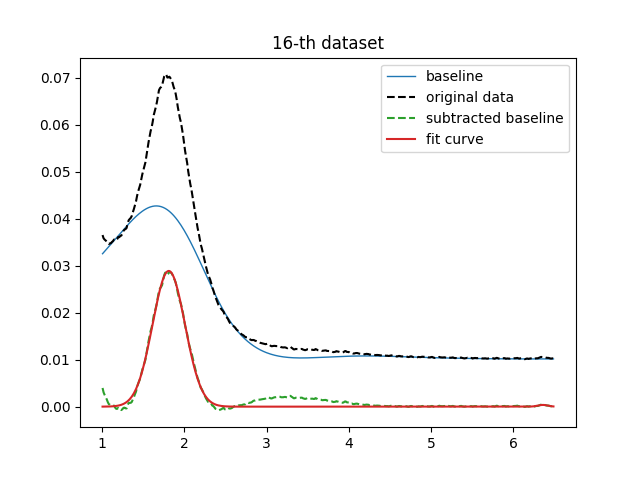 16-th dataset
baseline
original data
subtracted baseline
fit curve
0.07
0.06
0.05
0.04
0.03
0.02
0.01
0.00
1 2 3 4 5 6